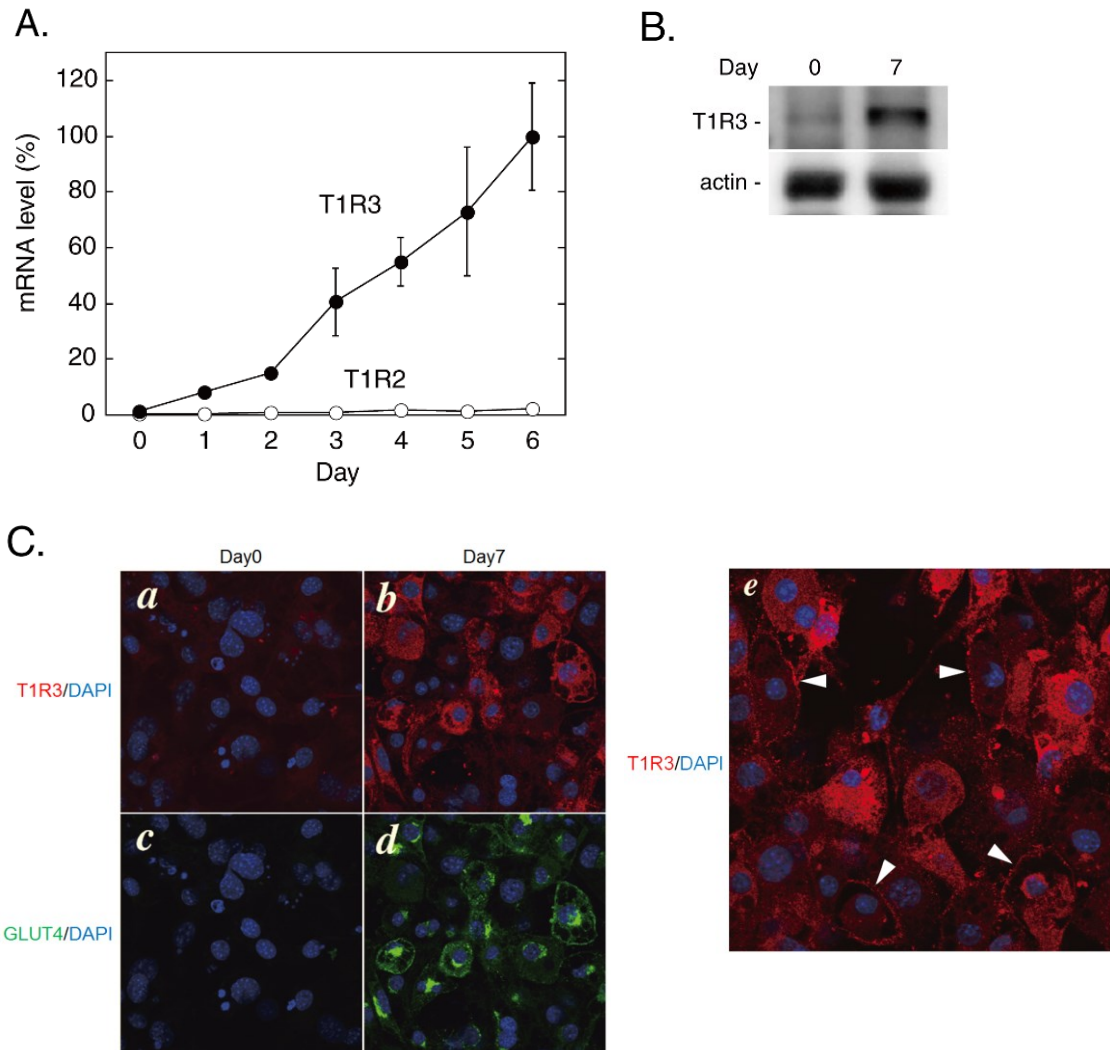 A.
mRNA level (%)
120
100
80
60
40
20
0
T1R3
T1R2
0 1 2 3 4 5 6
Day
B.
Day 0 7
T1R3 -
actin -
C.
Day0 Day7
T1R3/DAPI
a b
GLUT4/DAPI
c d
T1R3/DAPI
e